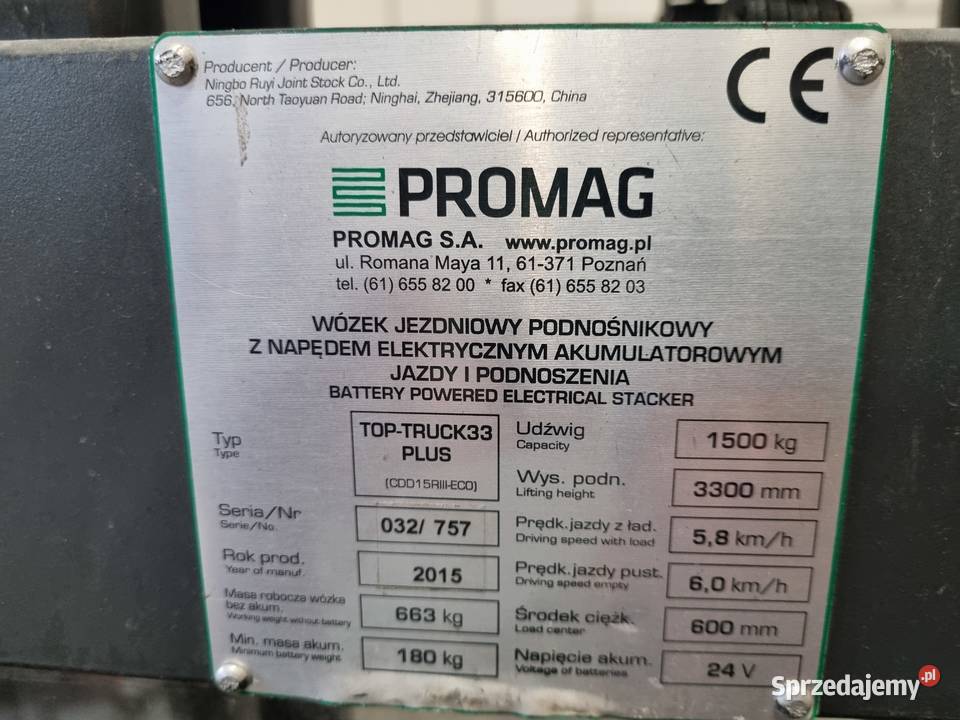 Producent / Producer:
Ningbo Ruyi Joint Stock Co., Ltd.
656, North Taoyuan Road; Ninghai, Zhejiang, 315600, China
CE
Autoryzowany przedstawiciel / Authorized representative:
PROMAG
PROMAG S.A. www.promag.pl
ul. Romana Maya 11, 61-371 Poznań
tel. (61) 655 82 00 * fax (61) 655 82 03
WÓZEK JEZDNIOWY PODNOŚNIKOWY
Z NAPĘDEM ELEKTRYCZNYM AKUMULATOROWYM
JAZDY I PODNOSZENIA
BATTERY POWERED ELECTRICAL STACKER
Typ
Type
TOP-TRUCK33
PLUS
(CDD15RIII-ECO)
Seria/Nr
Serie/No.
032/ 757
Rok prod.
Year of manuf.
2015
Masa robocza wózka
bez akum.
Working weight without battery
663 kg
Min. masa akum.
Minimum battery weight
180 kg
Udźwig
Capacity
1500 kg
Wys. podn.
Lifting height
3300 mm
Prędk. jazdy z ład.
Driving speed with load
5,8 km/h
Prędk. jazdy pust.
Driving speed empty
6,0 km/h
Środek ciężk.
Load center
600 mm
Napięcie akum.
Voltage of batteries
24 V
Sprzedajemy.pl